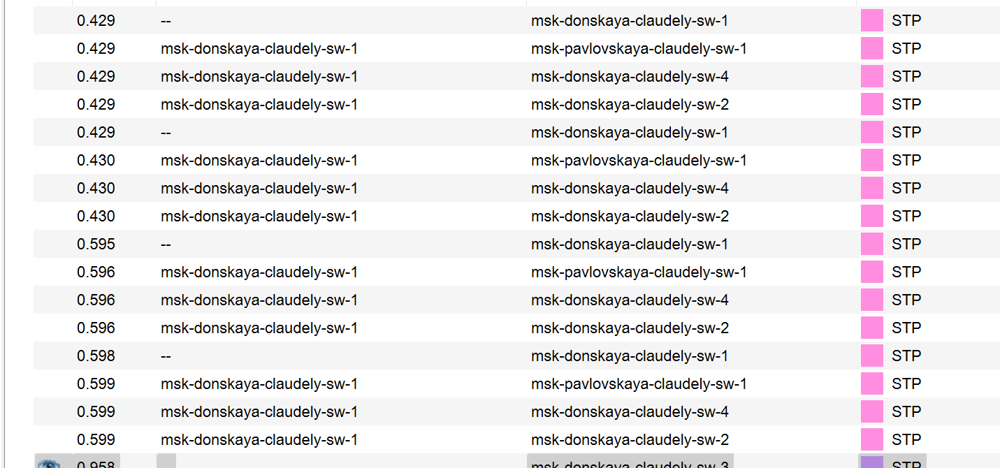 0.429 -- msk-donskaya-claudely-sw-1 STP
0.429 msk-donskaya-claudely-sw-1 msk-pavlovskaya-claudely-sw-1 STP
0.429 msk-donskaya-claudely-sw-1 msk-donskaya-claudely-sw-4 STP
0.429 msk-donskaya-claudely-sw-1 msk-donskaya-claudely-sw-2 STP
0.429 -- msk-donskaya-claudely-sw-1 STP
0.430 msk-donskaya-claudely-sw-1 msk-pavlovskaya-claudely-sw-1 STP
0.430 msk-donskaya-claudely-sw-1 msk-donskaya-claudely-sw-4 STP
0.430 msk-donskaya-claudely-sw-1 msk-donskaya-claudely-sw-2 STP
0.595 -- msk-donskaya-claudely-sw-1 STP
0.596 msk-donskaya-claudely-sw-1 msk-pavlovskaya-claudely-sw-1 STP
0.596 msk-donskaya-claudely-sw-1 msk-donskaya-claudely-sw-4 STP
0.596 msk-donskaya-claudely-sw-1 msk-donskaya-claudely-sw-2 STP
0.598 -- msk-donskaya-claudely-sw-1 STP
0.599 msk-donskaya-claudely-sw-1 msk-pavlovskaya-claudely-sw-1 STP
0.599 msk-donskaya-claudely-sw-1 msk-donskaya-claudely-sw-4 STP
0.599 msk-donskaya-claudely-sw-1 msk-donskaya-claudely-sw-2 STP
0.958 msk-donskaya-claudely-sw-3 STP